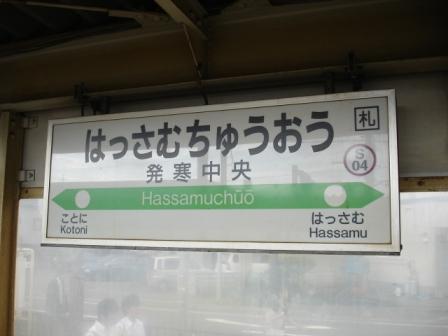 はっさむちゅうおう
札
発寒中央
S
04
Hassamuchūō
ことに
Kotoni
はっさむ
Hassamu